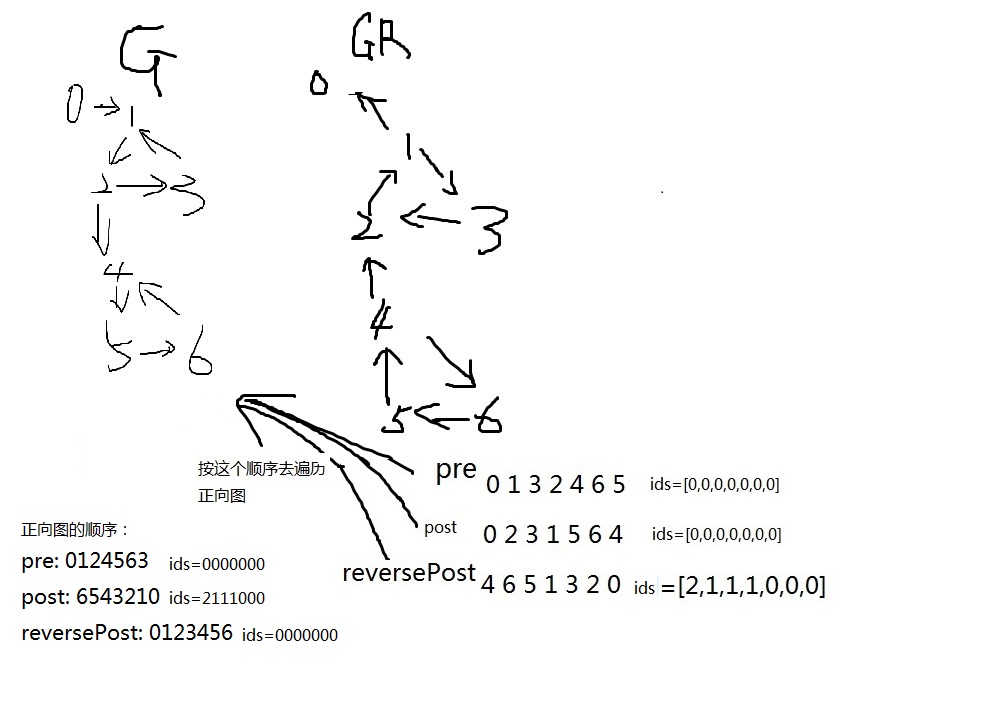 G
GR
0 1
2 3
4
5 6
0
1
2 3
4
5 6
按这个顺序去遍历
正向图
pre 0 1 3 2 4 6 5 ids=[0,0,0,0,0,0,0]
post 0 2 3 1 5 6 4 ids=[0,0,0,0,0,0,0]
reversePost 4 6 5 1 3 2 0 ids =[2,1,1,1,0,0,0]
正向图的顺序：
pre: 0124563 ids=0000000
post: 6543210 ids=2111000
reversePost: 0123456 ids=0000000